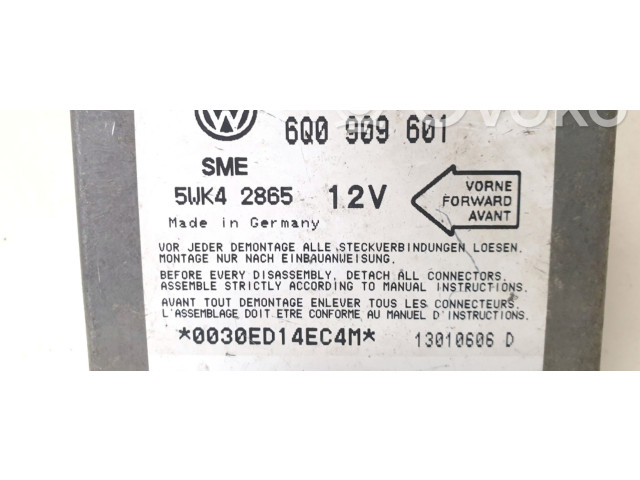 6Q0 909 601
SME
5WK4 2865 12V
VORNE
FORWARD
AVANT
Made in Germany
VOR JEDER DEMONTAGE ALLE STECKVERBINDUNGEN LOESEN.
MONTAGE NUR NACH EINBAUANWEISUNG.
BEFORE EVERY DISASSEMBLY, DETACH ALL CONNECTORS.
ASSEMBLE STRICTLY ACCORDING TO MANUAL INSTRUCTIONS.
AVANT TOUT DEMONTAGE ENLEVER TOUS LES CONNECTEURS.
L'ASSEMBLAGE DOIT ETRE CONFORME AU MANUEL D'INSTRUCTIONS.
*0030ED14EC4M* 13010606 D